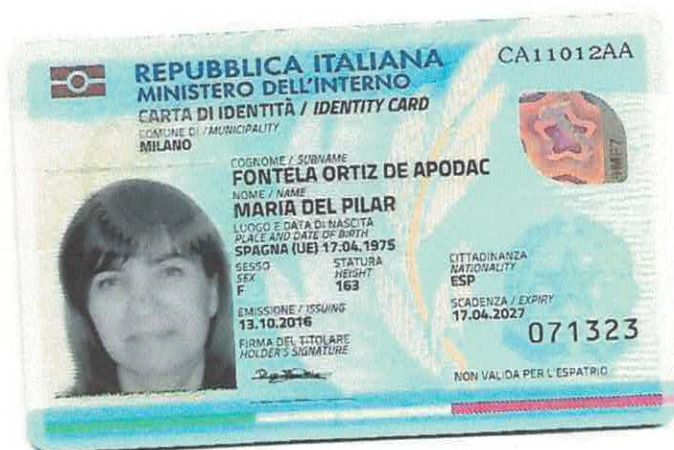 REPUBBLICA ITALIANA
CA11012AA
MINISTERO DELL'INTERNO
CARTA DI IDENTITÀ / IDENTITY CARD
COMUNE DI / MUNICIPALITY
MILANO
COGNOME / SURNAME
FONTELA ORTIZ DE APODAC
NOME / NAME
MARIA DEL PILAR
LUOGO E DATA DI NASCITA
PLACE AND DATE OF BIRTH
SPAGNA (UE) 17.04.1975
SESSO
SEX
F
STATURA
HEIGHT
163
CITTADINANZA
NATIONALITY
ESP
EMISSIONE / ISSUING
13.10.2016
SCADENZA / EXPIRY
17.04.2027
071323
FIRMA DEL TITOLARE
HOLDER'S SIGNATURE
NON VALIDA PER L'ESPATRIO